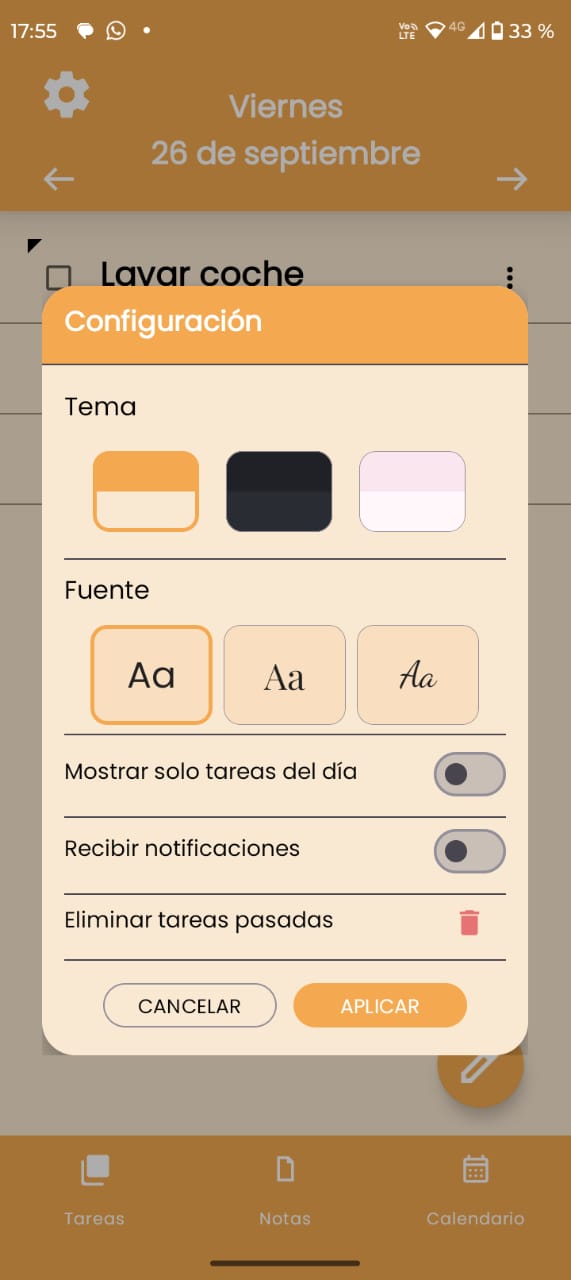 17:55
Vo LTE 4G 33 %
Viernes
26 de septiembre
Lavar coche
Configuración
Tema
Fuente
Aa Aa Aa
Mostrar solo tareas del día
Recibir notificaciones
Eliminar tareas pasadas
CANCELAR APLICAR
Tareas Notas Calendario